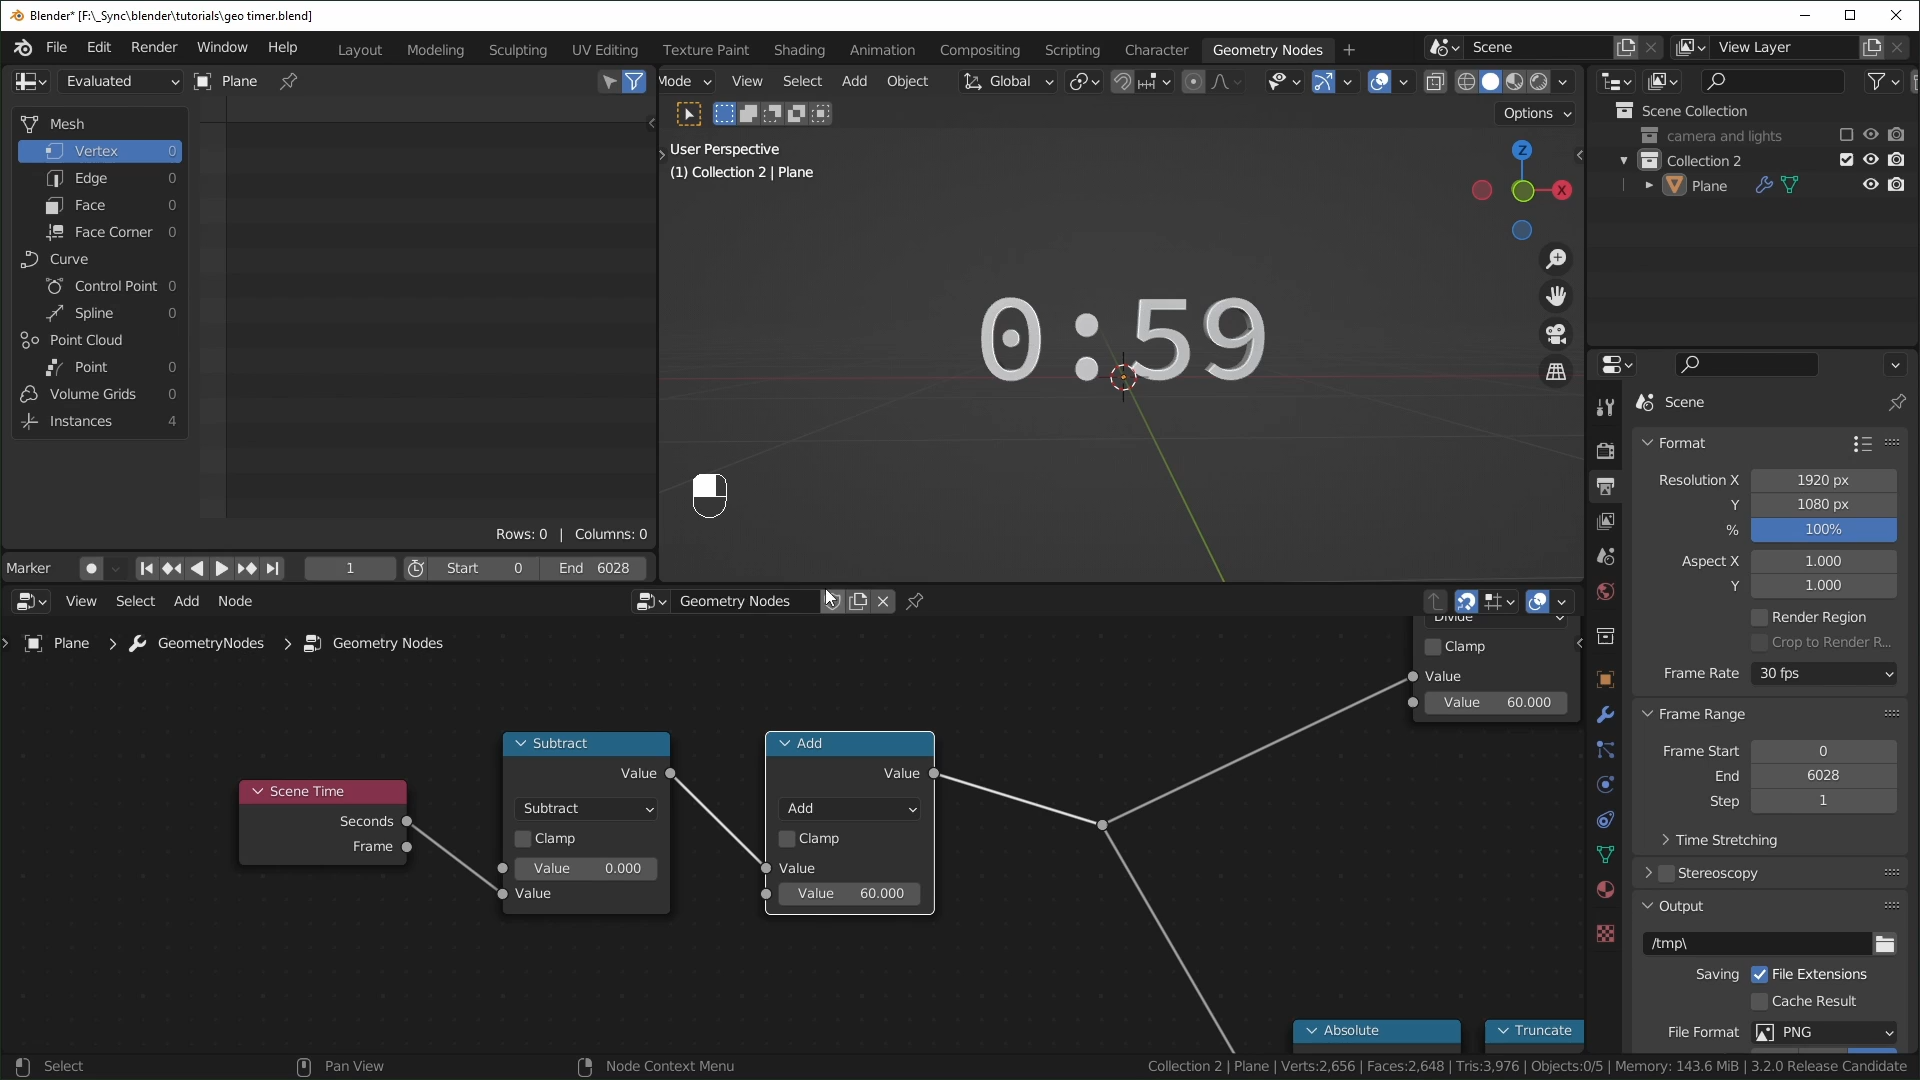 Blender* [F:\_Sync\blender\tutorials\geo timer.blend]
File Edit Render Window Help
Layout Modeling Sculpting UV Editing Texture Paint Shading Animation Compositing Scripting Character Geometry Nodes
Scene
View Layer
Evaluated
Plane
Mesh
Vertex 0
Edge 0
Face 0
Face Corner 0
Curve
Control Point 0
Spline 0
Point Cloud
Point 0
Volume Grids 0
Instances 4
Rows: 0 | Columns: 0
Mode View Select Add Object
Global
Options
User Perspective
(1) Collection 2 | Plane
Z
X
0:59
Scene Collection
camera and lights
Collection 2
Plane
Scene
Format
Resolution X 1920 px
Y 1080 px
% 100%
Aspect X 1.000
Y 1.000
Render Region
Crop to Render R...
Frame Rate 30 fps
Frame Range
Frame Start 0
End 6028
Step 1
Time Stretching
Stereoscopy
Output
/tmp\
Saving File Extensions
Cache Result
File Format PNG
Marker
1
Start 0
End 6028
View Select Add Node
Geometry Nodes
Plane > GeometryNodes > Geometry Nodes
Scene Time
Seconds
Frame
Subtract
Value
Subtract
Clamp
Value 0.000
Value
Add
Value
Add
Clamp
Value
Value 60.000
Divide
Clamp
Value
Value 60.000
Absolute
Truncate
Select
Pan View
Node Context Menu
Collection 2 | Plane | Verts:2,656 | Faces:2,648 | Tris:3,976 | Objects:0/5 | Memory: 143.6 MiB | 3.2.0 Release Candidate